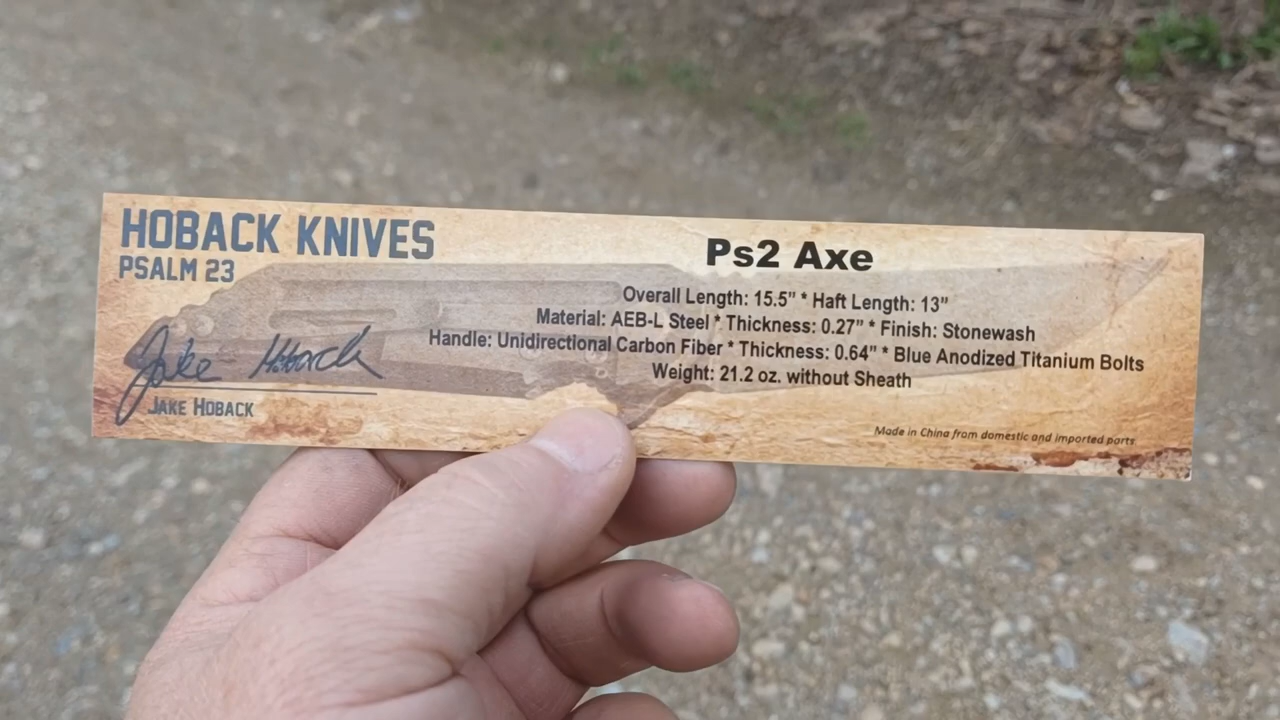 HOBACK KNIVES
PSALM 23
Ps2 Axe
Overall Length: 15.5" * Haft Length: 13"
Material: AEB-L Steel * Thickness: 0.27" * Finish: Stonewash
Handle: Unidirectional Carbon Fiber * Thickness: 0.64" * Blue Anodized Titanium Bolts
Weight: 21.2 oz. without Sheath
Jake Hoback
JAKE HOBACK
Made in China from domestic and imported parts